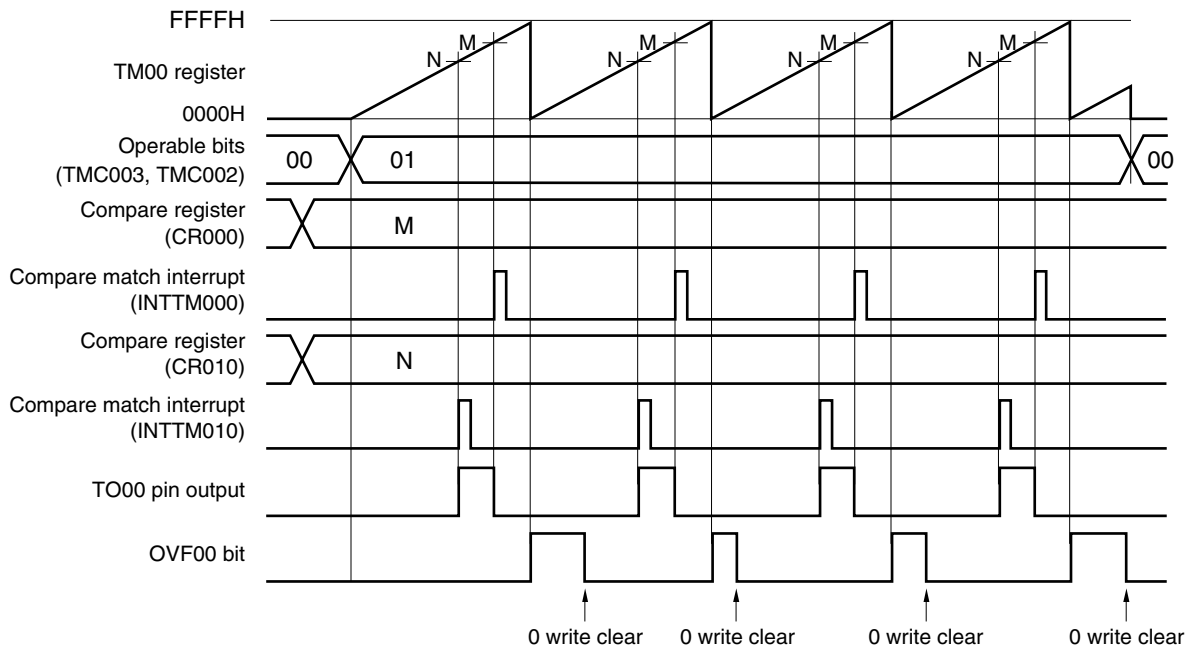 FFFFH
M M M M
N N N N
TM00 register
0000H
Operable bits
(TMC003, TMC002)
00 01 00
Compare register
(CR000)
M
Compare match interrupt
(INTTM000)
Compare register
(CR010)
N
Compare match interrupt
(INTTM010)
TO00 pin output
OVF00 bit
0 write clear 0 write clear 0 write clear 0 write clear